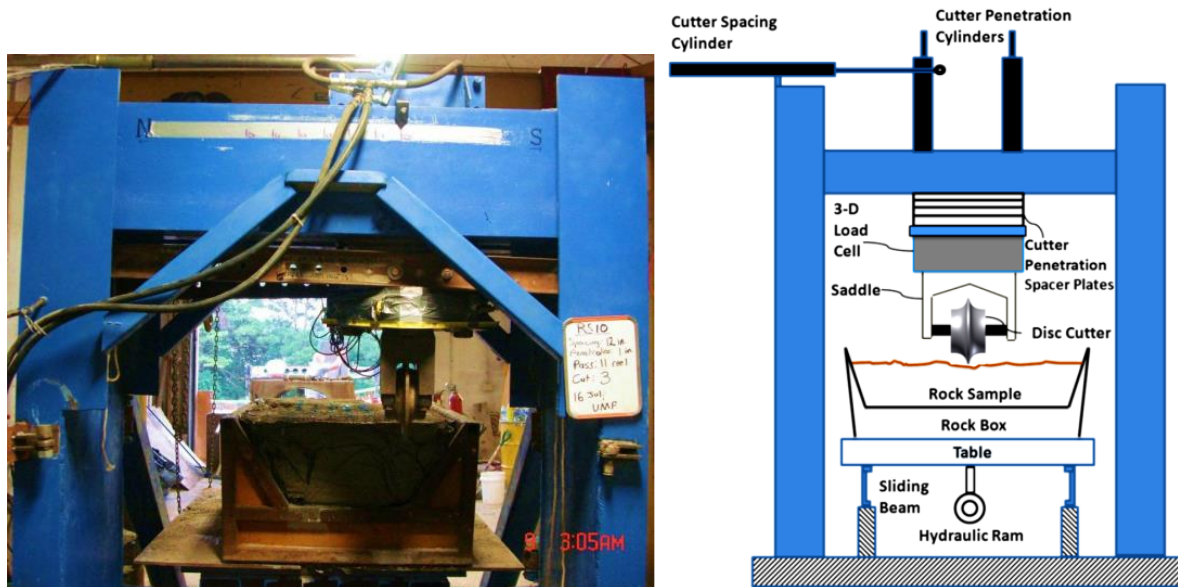 N
S
RS10
Spacing: 12 in
Penetration: 1 in
Pass: 11 reel
Cut: 3
16 Jul,
UMP
9 3:05AM
Cutter Spacing
Cylinder
Cutter Penetration
Cylinders
3-D
Load
Cell
Cutter
Penetration
Spacer Plates
Saddle
Disc Cutter
Rock Sample
Rock Box
Table
Sliding
Beam
Hydraulic Ram